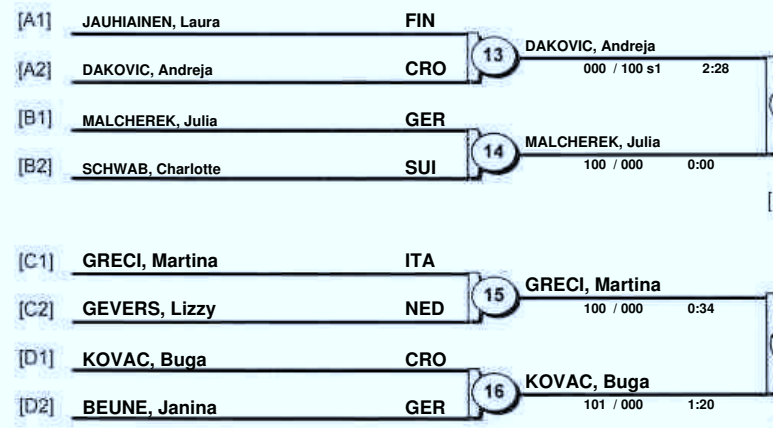 [A1] JAUHIAINEN, Laura FIN
13 DAKOVIC, Andreja
[A2] DAKOVIC, Andreja CRO
000 / 100 s1 2:28
[B1] MALCHEREK, Julia GER
14 MALCHEREK, Julia
[B2] SCHWAB, Charlotte SUI
100 / 000 0:00
[
[C1] GRECI, Martina ITA
15 GRECI, Martina
[C2] GEVERS, Lizzy NED
100 / 000 0:34
[D1] KOVAC, Buga CRO
16 KOVAC, Buga
[D2] BEUNE, Janina GER
101 / 000 1:20